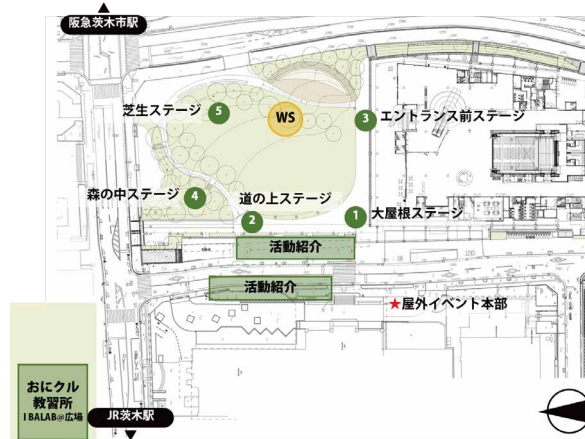 阪急茨木市駅
芝生ステージ
5
WS
3
エントランス前ステージ
森の中ステージ
4
道の上ステージ
2
1
大屋根ステージ
活動紹介
活動紹介
★屋外イベント本部
おにクル
教習所
IBALAB@広場
JR茨木駅